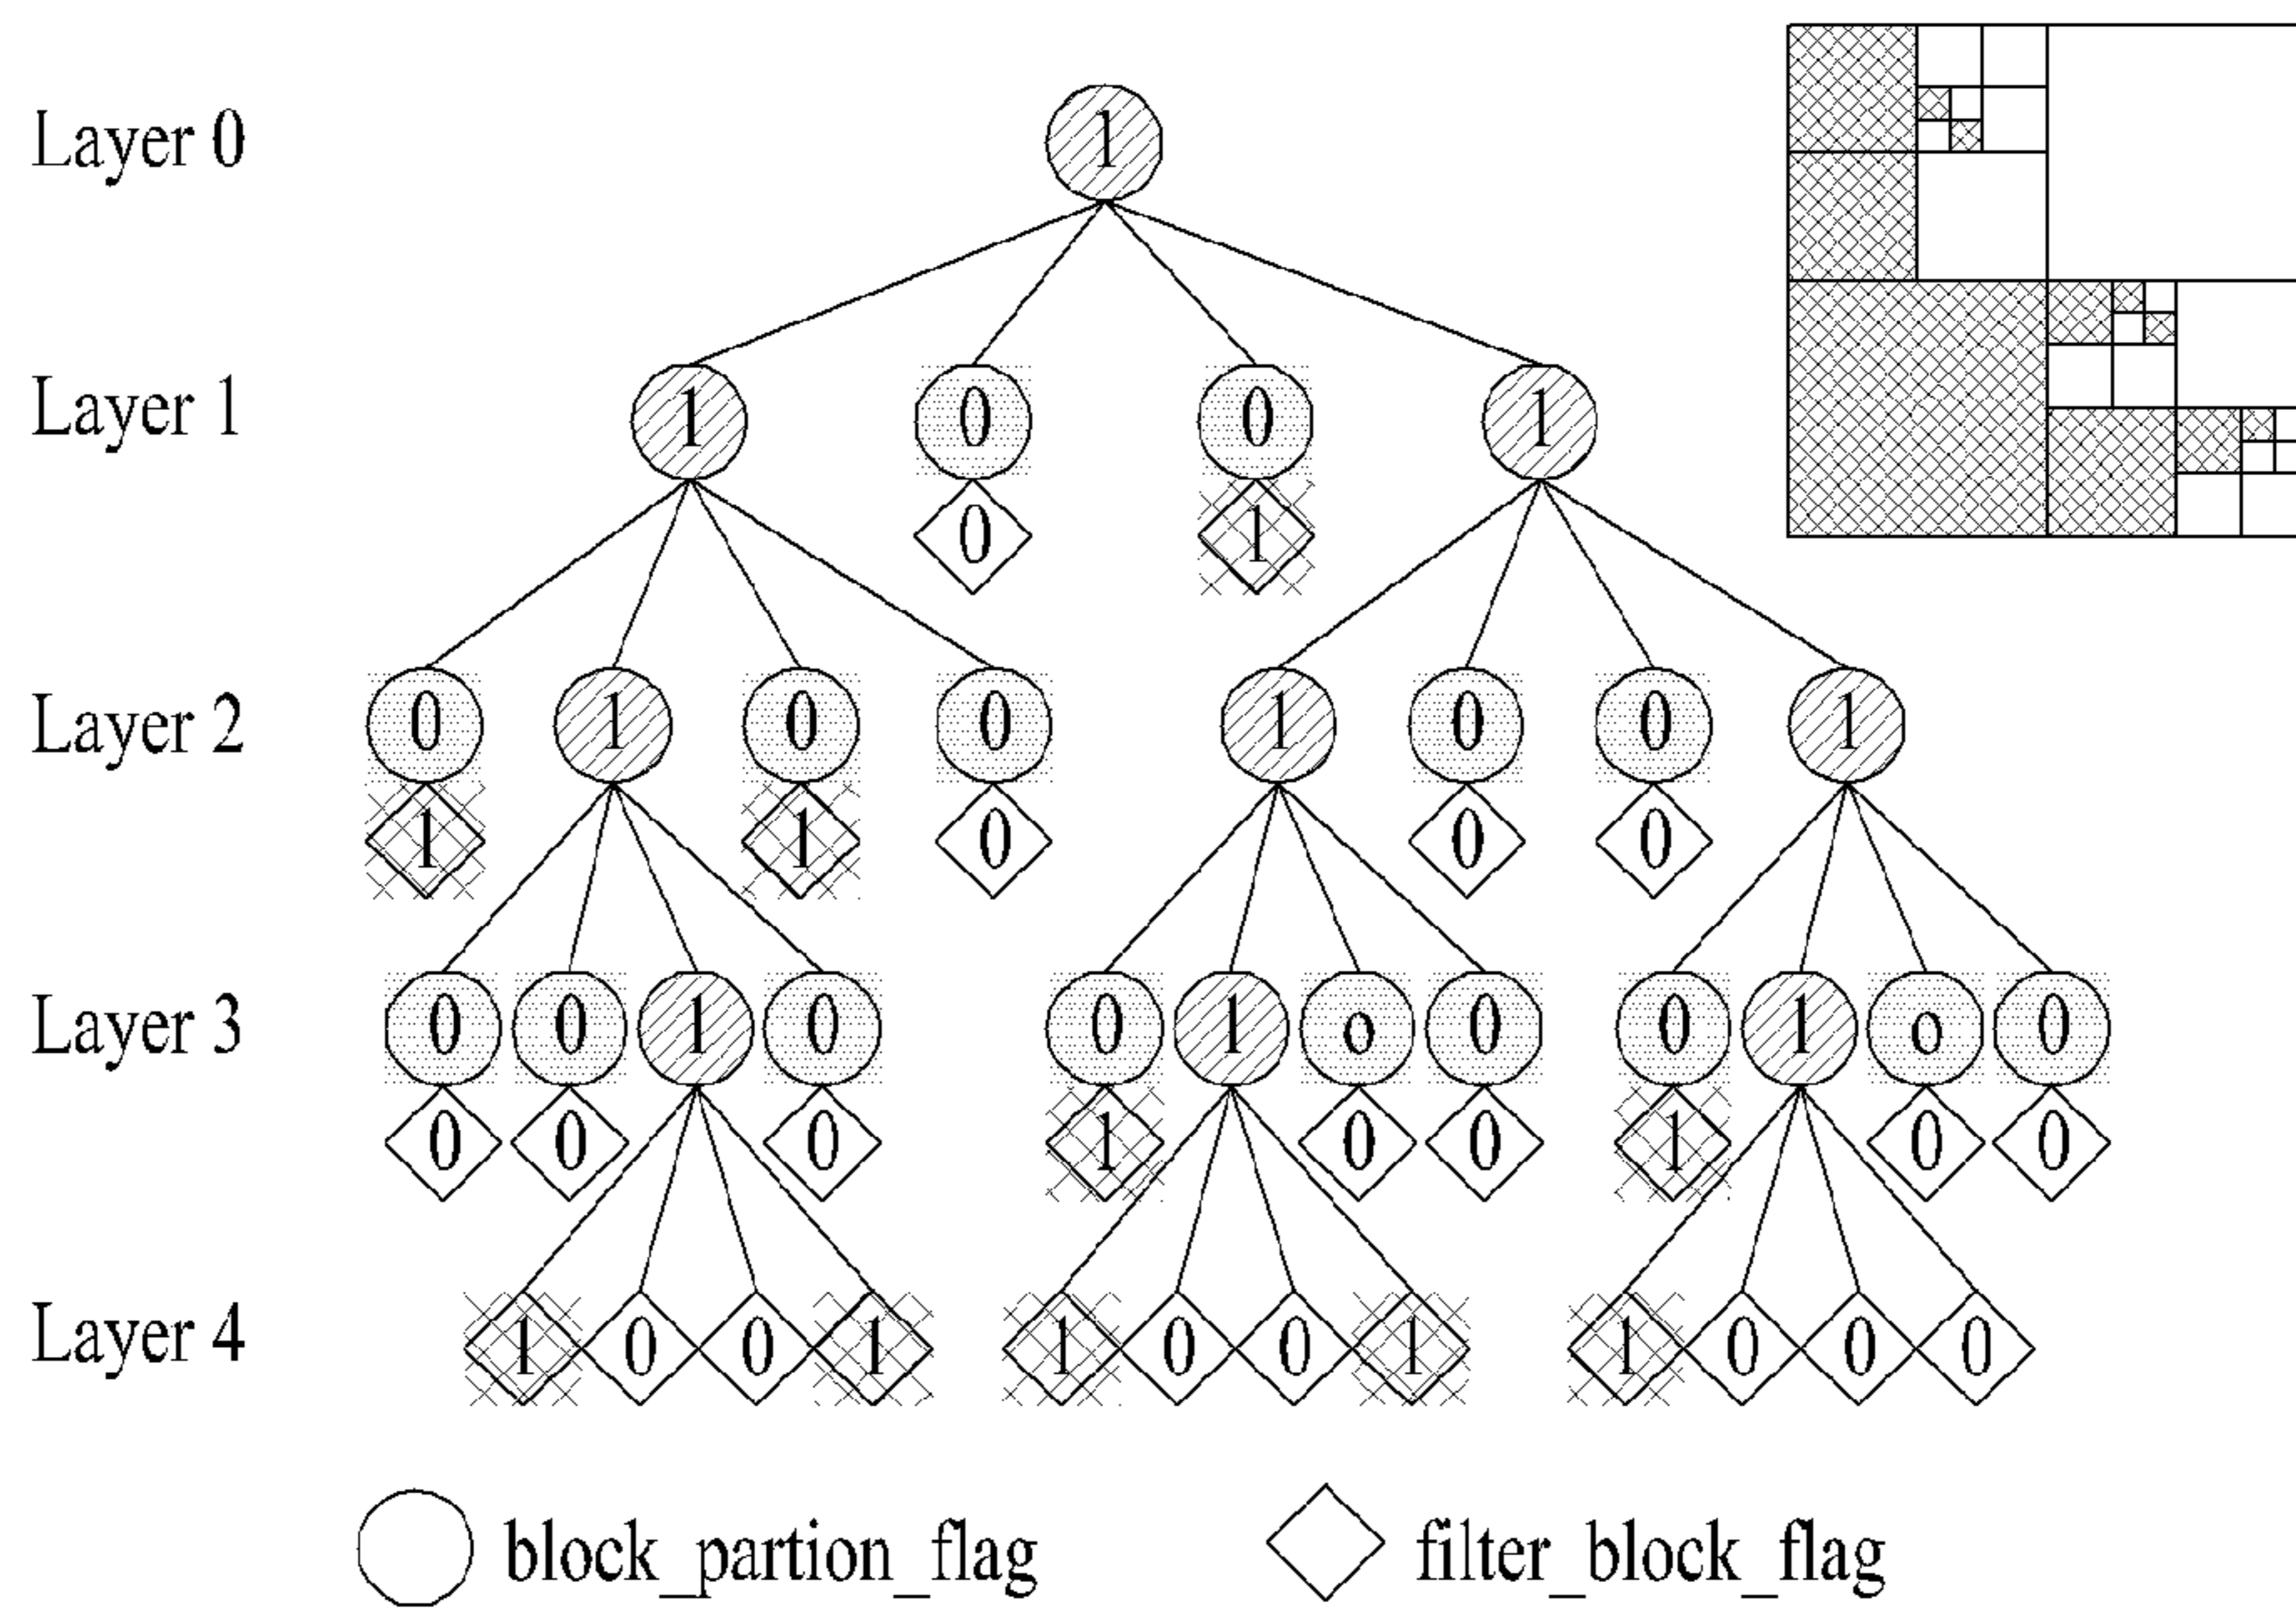 Layer 0
1
Layer 1
1 0 0 1
0 1
Layer 2
0 1 0 0 1 0 0 1
1 1 0 0 0
Layer 3
0 0 1 0 0 1 o 0 0 1 o 0
0 0 0 1 0 0 1 0 0
Layer 4
1 0 0 1 1 0 0 1 1 0 0 0
block_partion_flag filter_block_flag